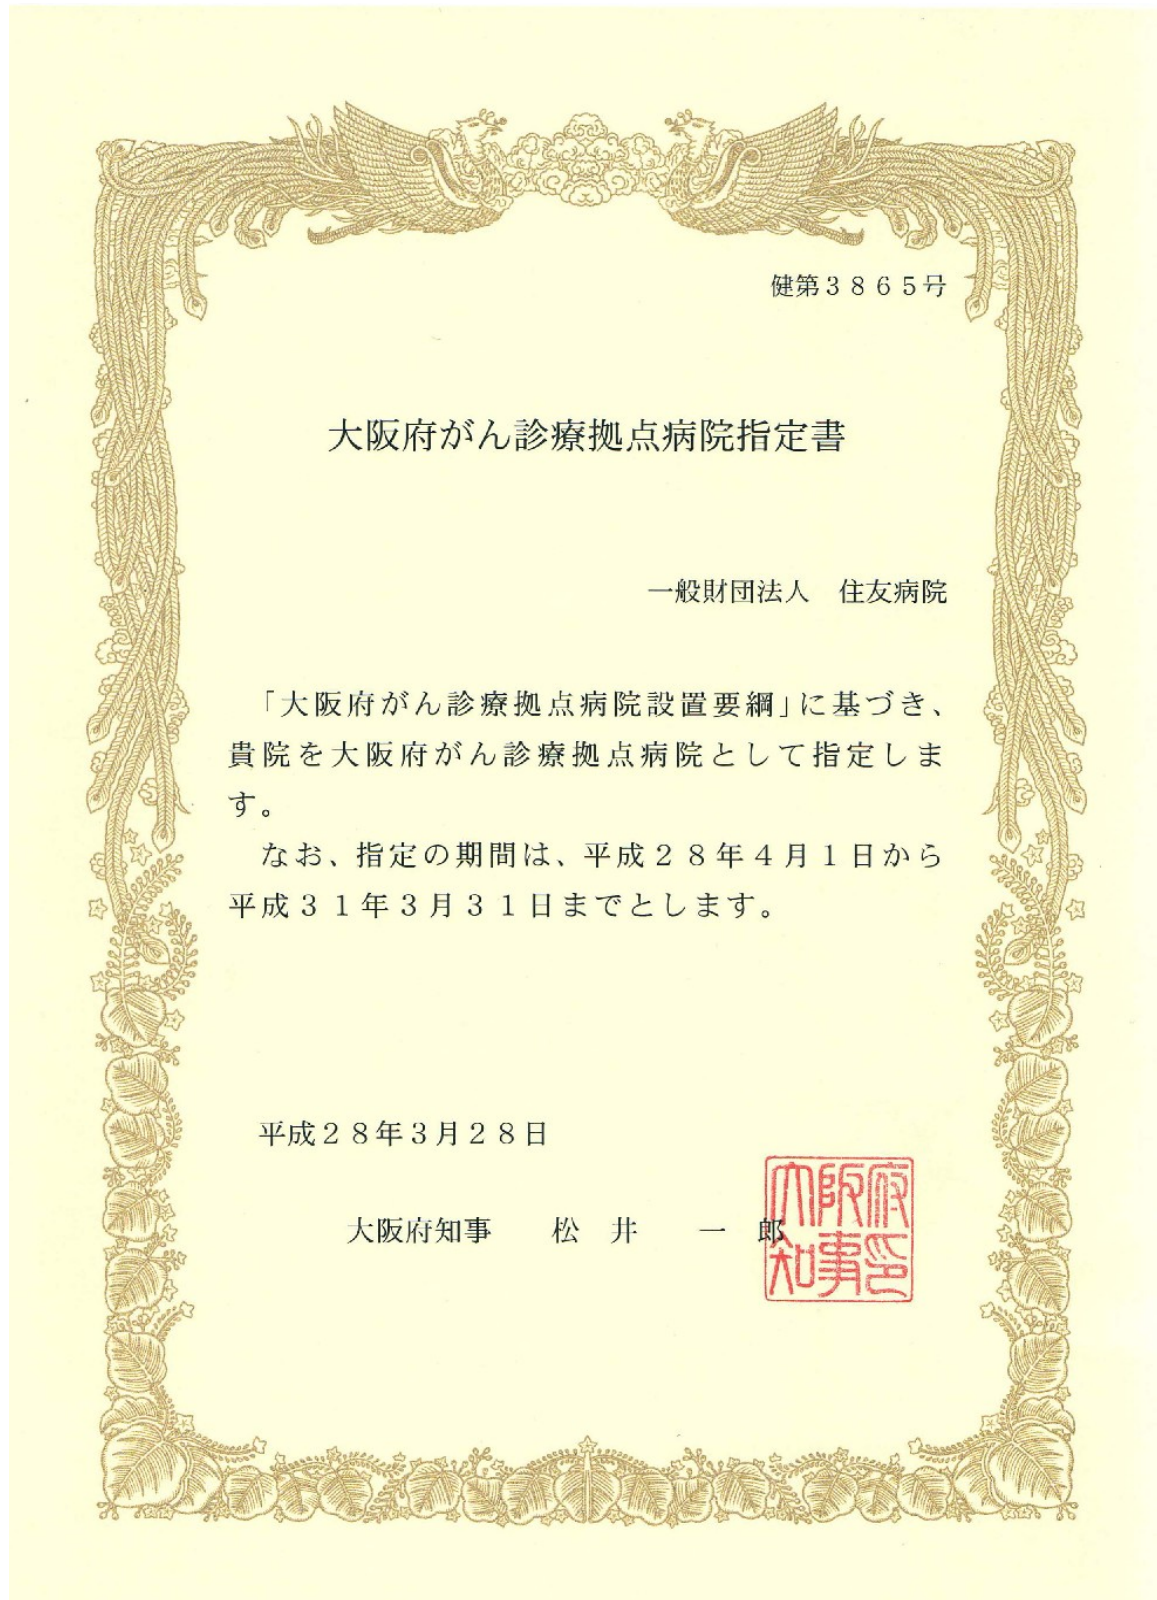 健第３８６５号
大阪府がん診療拠点病院指定書
一般財団法人　住友病院
「大阪府がん診療拠点病院設置要綱」に基づき、
貴院を大阪府がん診療拠点病院として指定しま
す。
なお、指定の期間は、平成２８年４月１日から
平成３１年３月３１日までとします。
平成２８年３月２８日
大阪府知事　　松　井　　一　郎
大阪府
知事印